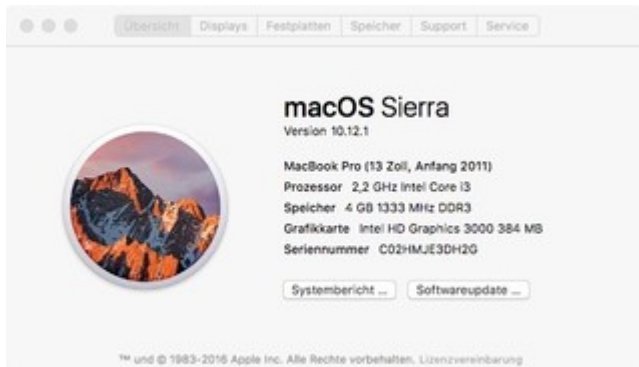 Übersicht Displays Festplatten Speicher Support Service
macOS Sierra
Version 10.12.1
MacBook Pro (13 Zoll, Anfang 2011)
Prozessor 2,2 GHz Intel Core i3
Speicher 4 GB 1333 MHz DDR3
Grafikkarte Intel HD Graphics 3000 384 MB
Seriennummer C02HMJE3DH2G
Systembericht ... Softwareupdate ...
™ und © 1983-2016 Apple Inc. Alle Rechte vorbehalten. Lizenzvereinbarung